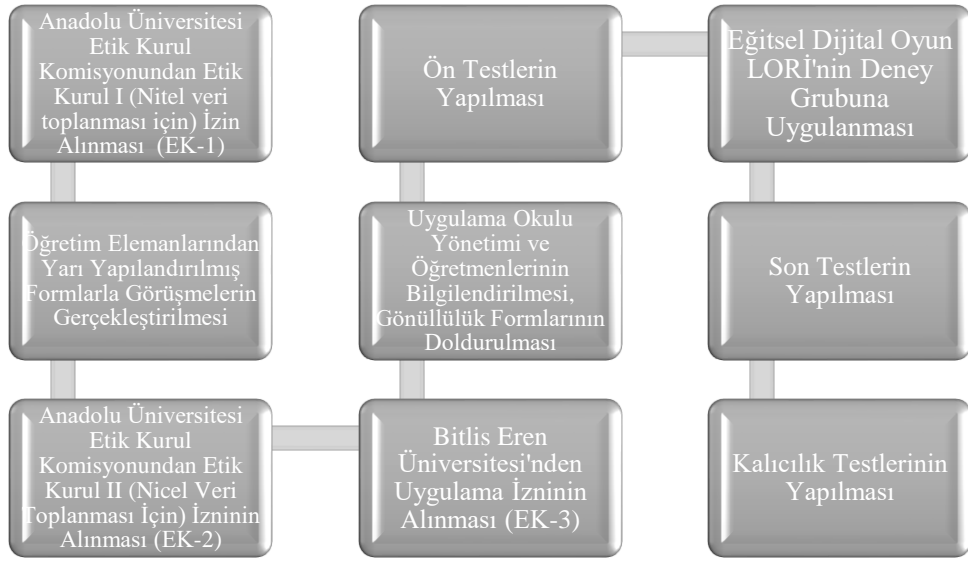 Anadolu Üniversitesi
Etik Kurul
Komisyonundan Etik
Kurul I (Nitel veri
toplanması için) İzin
Alınması (EK-1)
Öğretim Elemanlarından
Yarı Yapılandırılmış
Formlarla Görüşmelerin
Gerçekleştirilmesi
Anadolu Üniversitesi
Etik Kurul
Komisyonundan Etik
Kurul II (Nicel Veri
Toplanması İçin) İzninin
Alınması (EK-2)
Bitlis Eren
Üniversitesi'nden
Uygulama İzninin
Alınması (EK-3)
Uygulama Okulu
Yönetimi ve
Öğretmenlerinin
Bilgilendirilmesi,
Gönüllülük Formlarının
Doldurulması
Ön Testlerin
Yapılması
Eğitsel Dijital Oyun
LORİ'nin Deney
Grubuna
Uygulanması
Son Testlerin
Yapılması
Kalıcılık Testlerinin
Yapılması